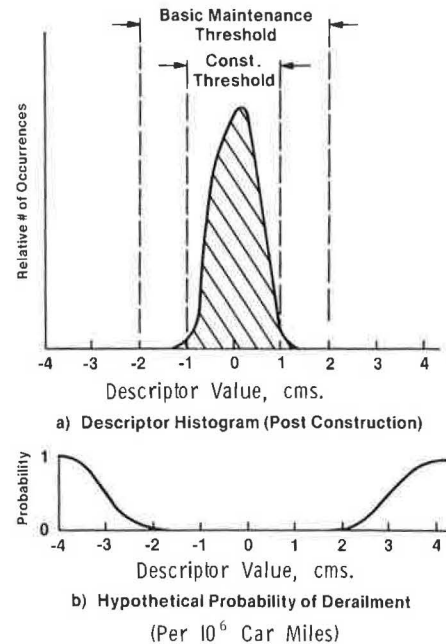 Basic Maintenance
Threshold
Const.
Threshold
Relative # of Occurrences
-4 -3 -2 -1 0 1 2 3 4
Descriptor Value, cms.
a) Descriptor Histogram (Post Construction)
Probability
1
0
-4 -3 -2 -1 0 1 2 3 4
Descriptor Value, cms.
b) Hypothetical Probability of Derailment
(Per 10⁶ Car Miles)